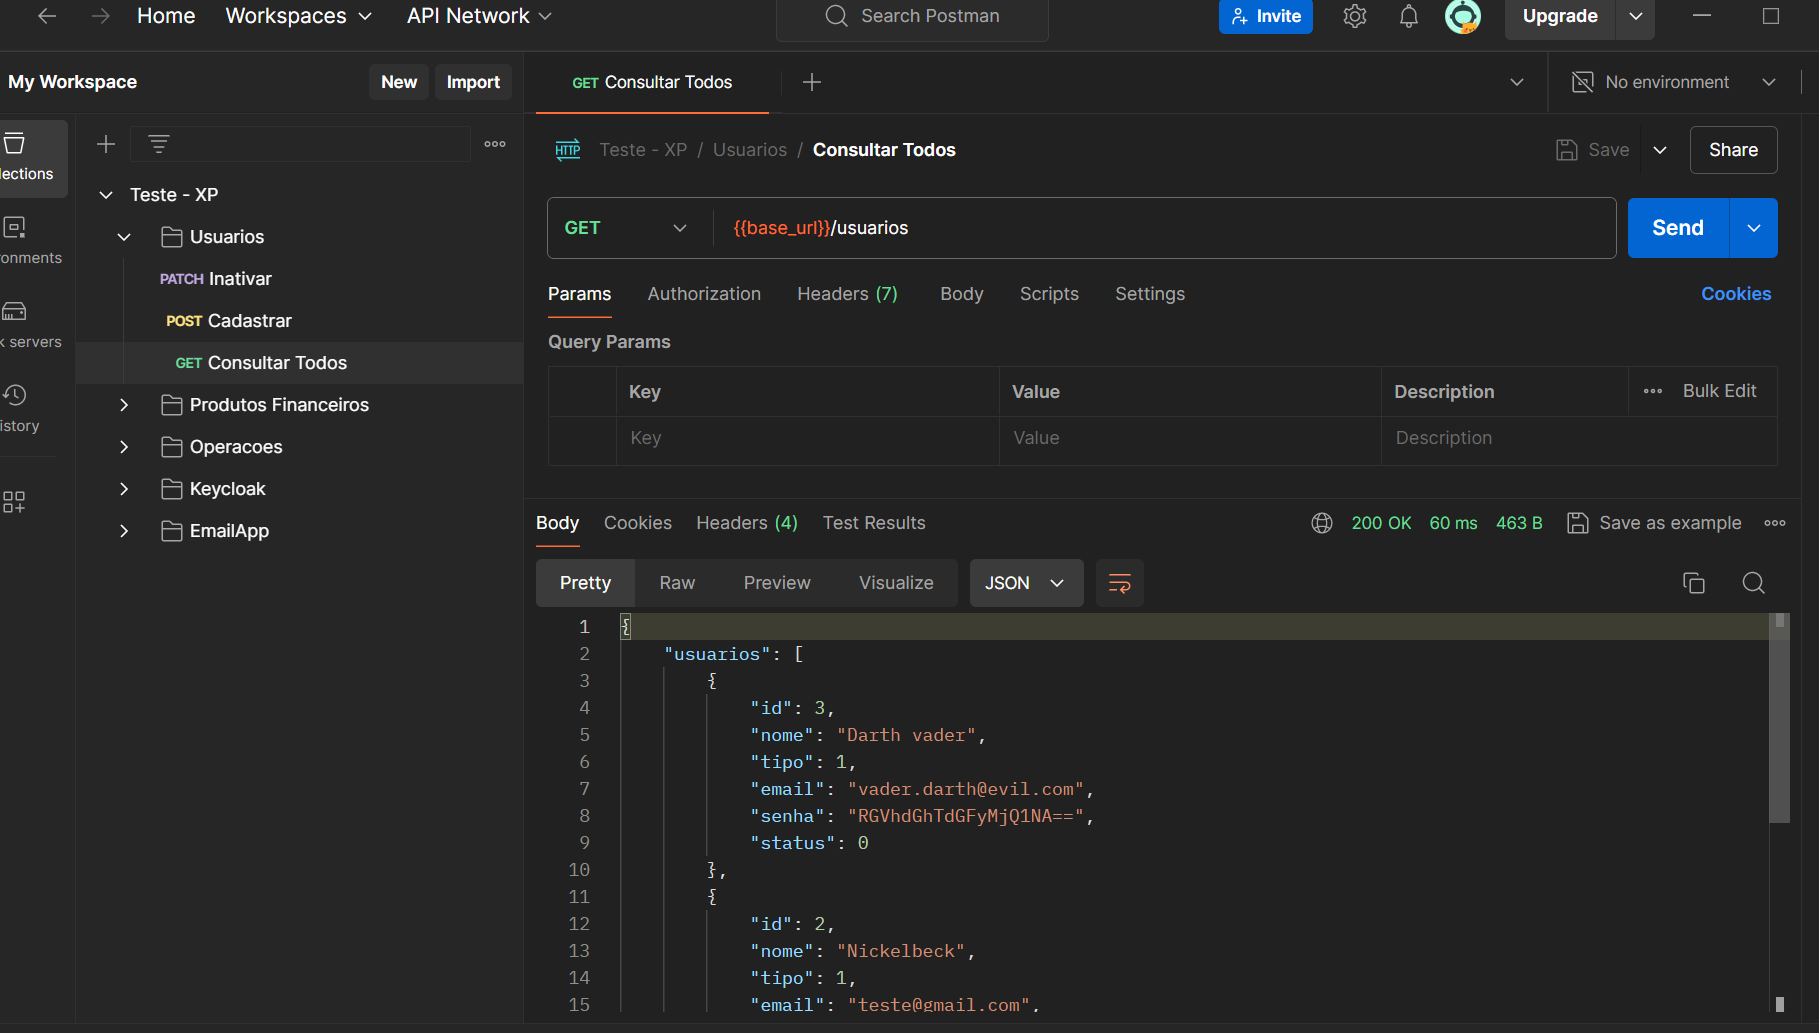 Home Workspaces API Network Search Postman Invite Upgrade
My Workspace New Import GET Consultar Todos No environment
lections
onments
k servers
istory
Teste - XP
Usuarios
PATCH Inativar
POST Cadastrar
GET Consultar Todos
Produtos Financeiros
Operacoes
Keycloak
EmailApp
HTTP Teste - XP / Usuarios / Consultar Todos Save Share
GET {{base_url}}/usuarios Send
Params Authorization Headers (7) Body Scripts Settings Cookies
Query Params
Key Value Description Bulk Edit
Key Value Description
Body Cookies Headers (4) Test Results 200 OK 60 ms 463 B Save as example
Pretty Raw Preview Visualize JSON
1 {
2 "usuarios": [
3 {
4 "id": 3,
5 "nome": "Darth vader",
6 "tipo": 1,
7 "email": "vader.darth@evil.com",
8 "senha": "RGVhdGhTdGFyMjQ1NA==",
9 "status": 0
10 },
11 {
12 "id": 2,
13 "nome": "Nickelbeck",
14 "tipo": 1,
15 "email": "teste@gmail.com",